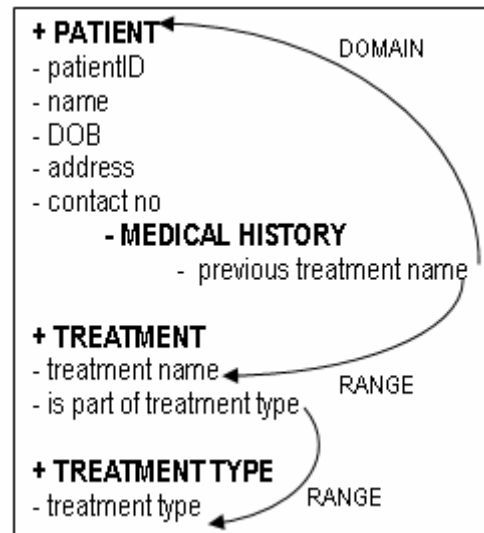 + PATIENT
DOMAIN
- patientID
- name
- DOB
- address
- contact no
- MEDICAL HISTORY
- previous treatment name
+ TREATMENT
- treatment name
RANGE
- is part of treatment type
+ TREATMENT TYPE
RANGE
- treatment type